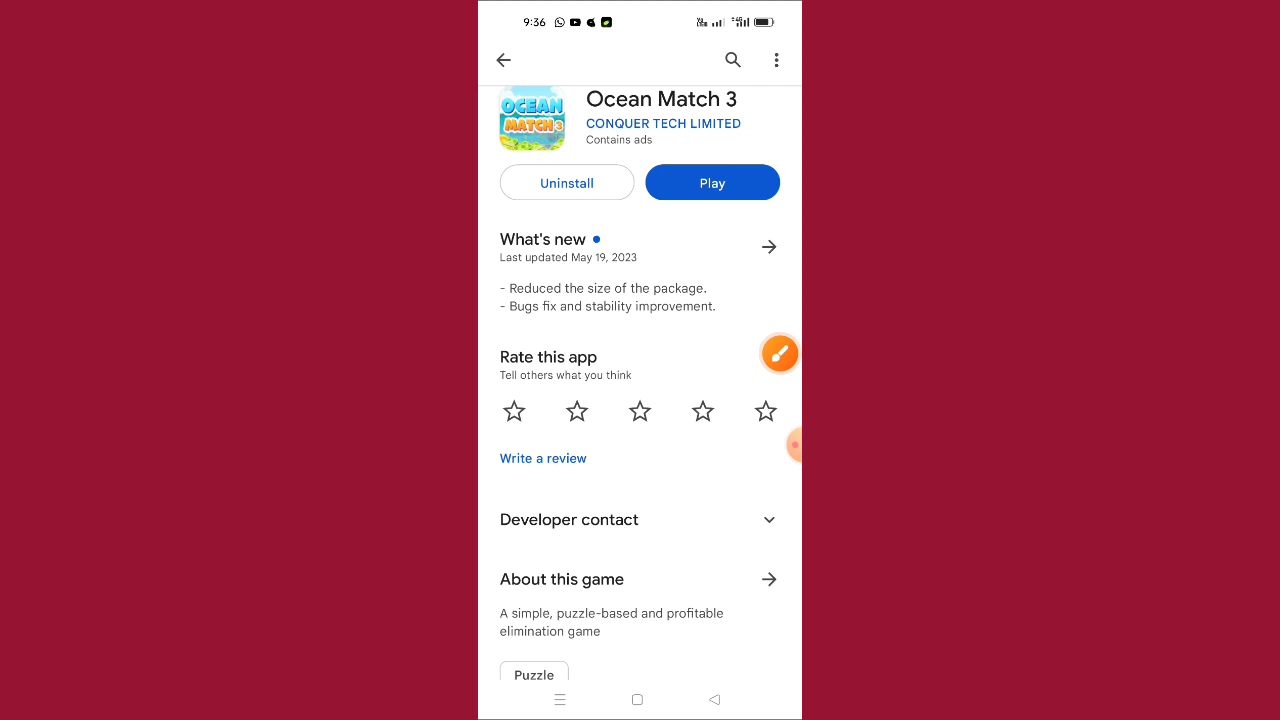 9:36
OCEAN
MATCH3
Ocean Match 3
CONQUER TECH LIMITED
Contains ads
Uninstall
Play
What's new
Last updated May 19, 2023
- Reduced the size of the package.
- Bugs fix and stability improvement.
Rate this app
Tell others what you think
Write a review
Developer contact
About this game
A simple, puzzle-based and profitable
elimination game
Puzzle